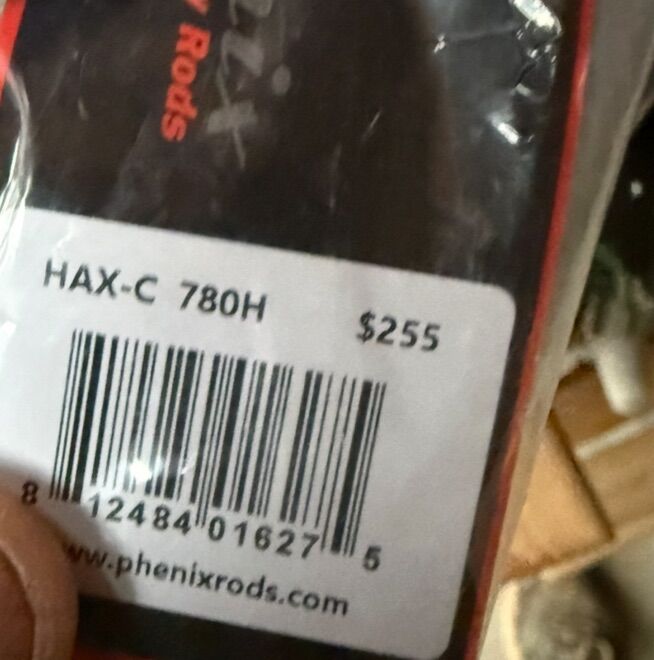 Rods
HAX-C 780H $255
8 12484 01627 5
www.phenixrods.com